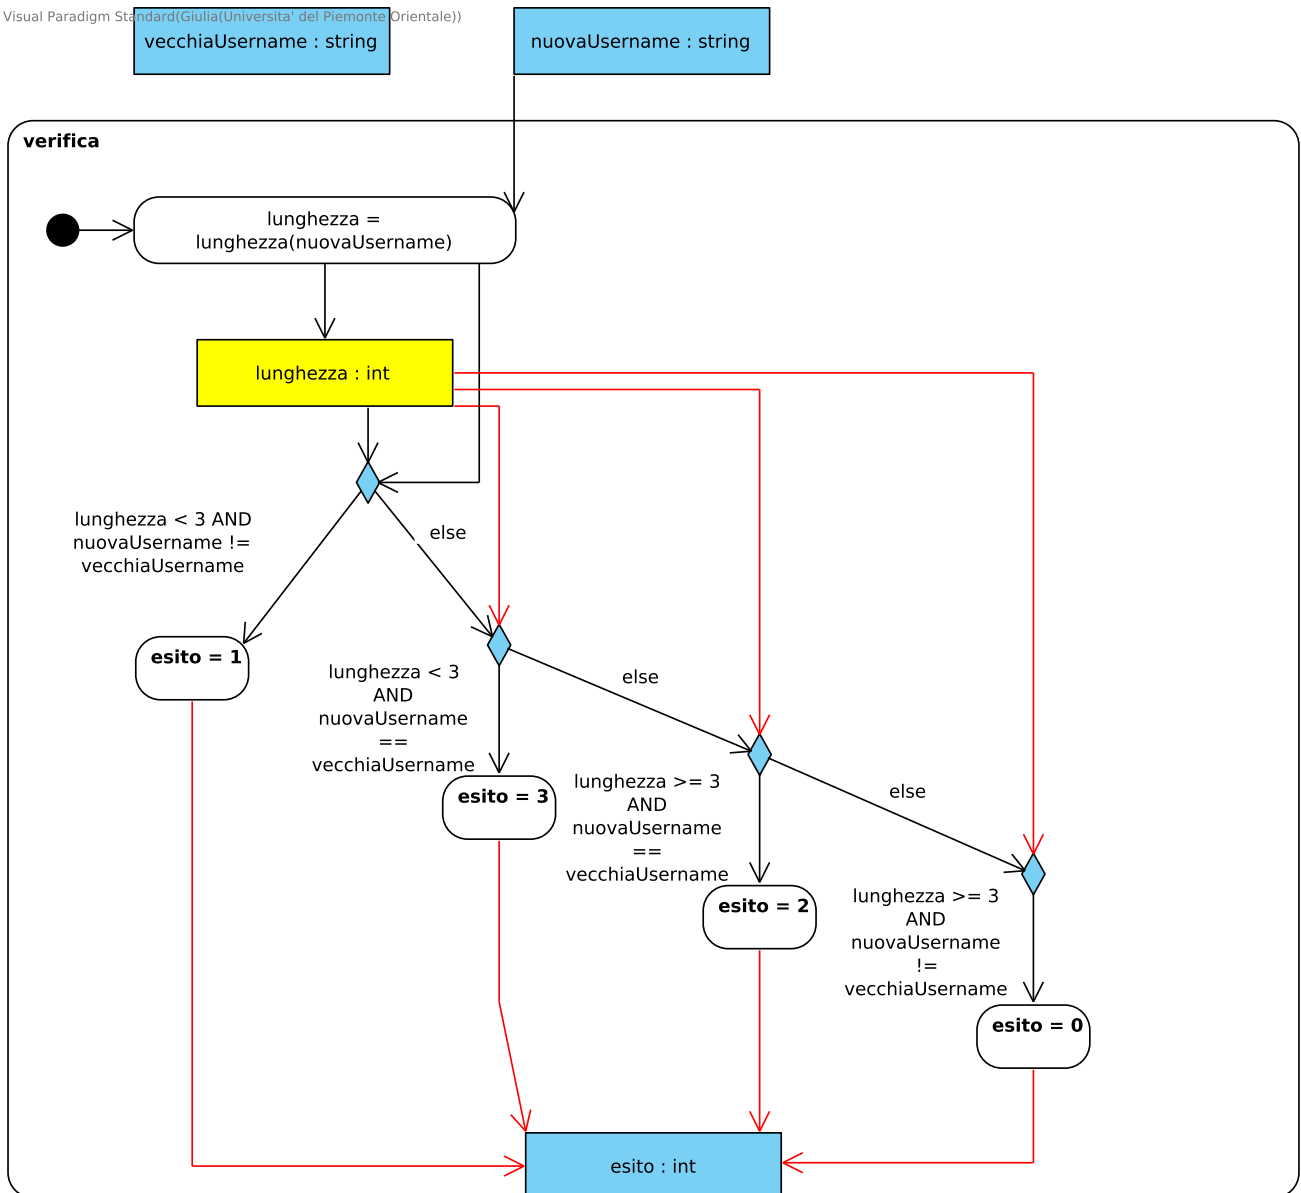 Visual Paradigm Standard(Giulia(Universita' del Piemonte Orientale))
vecchiaUsername : string
nuovaUsername : string
verifica
lunghezza =
lunghezza(nuovaUsername)
lunghezza : int
lunghezza < 3 AND
nuovaUsername !=
vecchiaUsername
else
esito = 1
lunghezza < 3
AND
nuovaUsername
==
vecchiaUsername
else
esito = 3
lunghezza >= 3
AND
nuovaUsername
==
vecchiaUsername
else
esito = 2
lunghezza >= 3
AND
nuovaUsername
!=
vecchiaUsername
esito = 0
esito : int